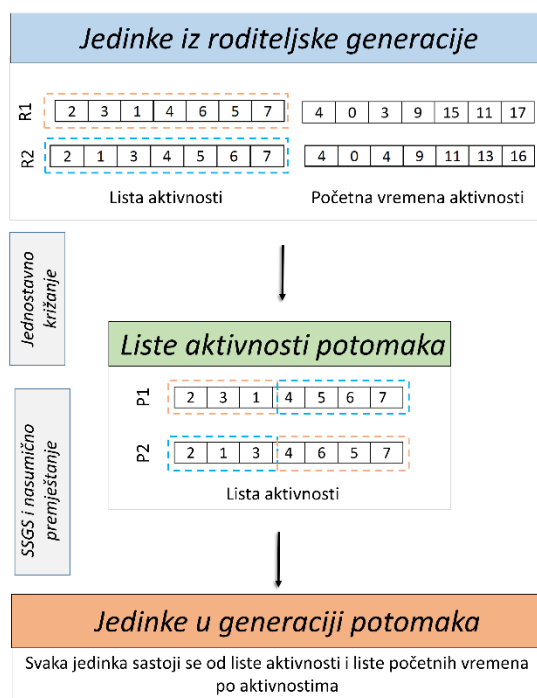 Jedinke iz roditeljske generacije
R1 2 3 1 4 6 5 7 4 0 3 9 15 11 17
R2 2 1 3 4 5 6 7 4 0 4 9 11 13 16
Lista aktivnosti Početna vremena aktivnosti
Jednostavno
križanje
Liste aktivnosti potomaka
P1 2 3 1 4 5 6 7
P2 2 1 3 4 6 5 7
Lista aktivnosti
SSGS i nasumično
premještanje
Jedinke u generaciji potomaka
Svaka jedinka sastoji se od liste aktivnosti i liste početnih vremena
po aktivnostima